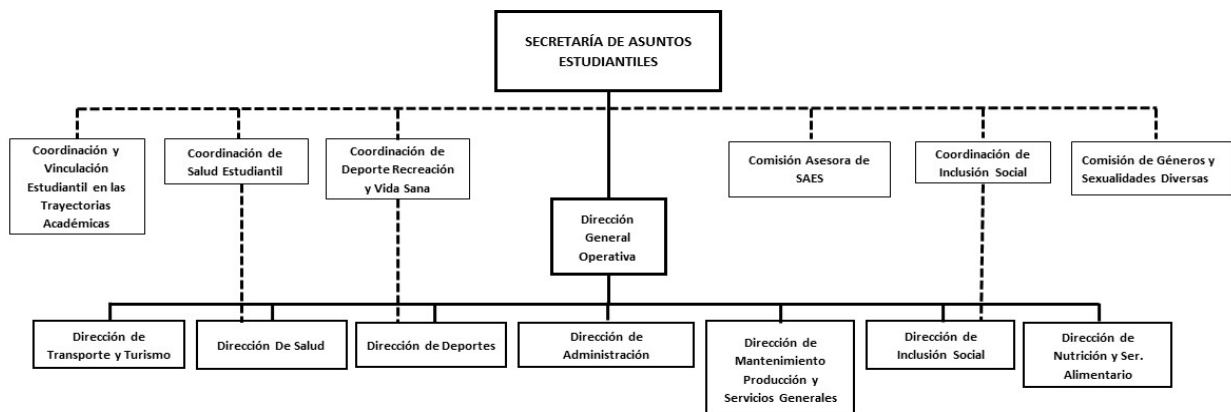 SECRETARÍA DE ASUNTOS
ESTUDIANTILES
Coordinación y
Vinculación
Estudiantil en las
Trayectorias
Académicas
Coordinación de
Salud Estudiantil
Coordinación de
Deporte Recreación
y Vida Sana
Comisión Asesora de
SAES
Coordinación de
Inclusión Social
Comisión de Géneros y
Sexualidades Diversas
Dirección
General
Operativa
Dirección de
Transporte y Turismo
Dirección De Salud
Dirección de Deportes
Dirección de
Administración
Dirección de
Mantenimiento
Producción y
Servicios Generales
Dirección de
Inclusión Social
Dirección de
Nutrición y Ser.
Alimentario